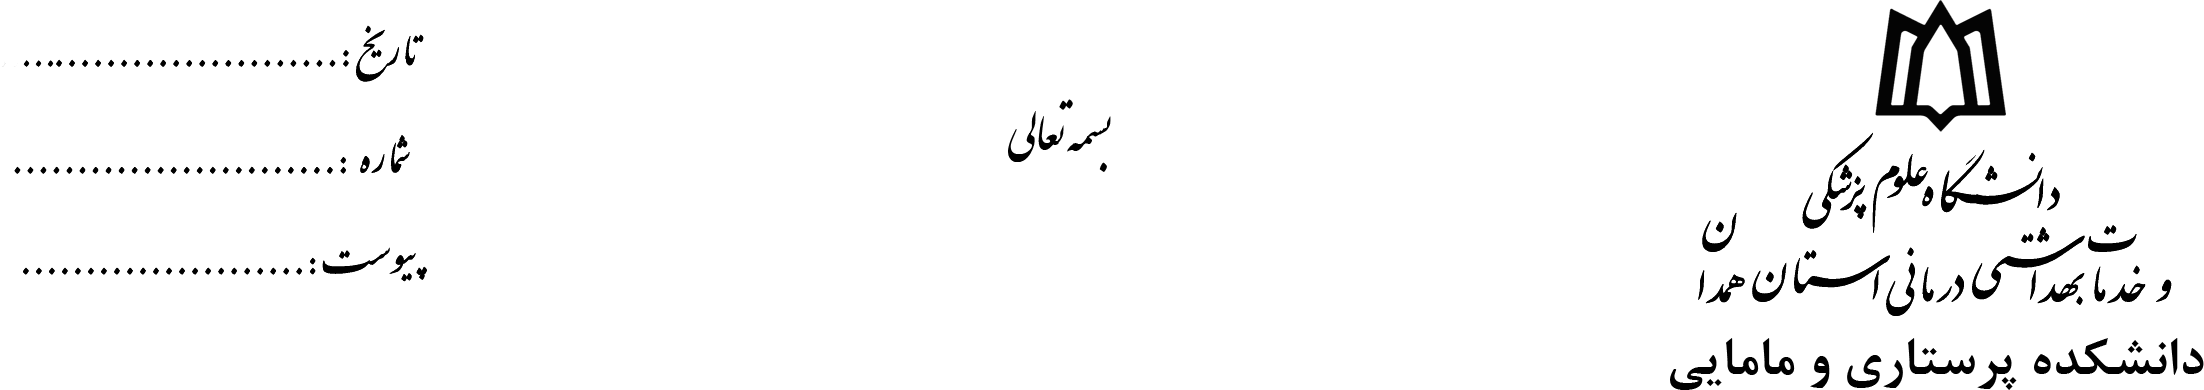 بسمه تعالی
دانشگاه علوم پزشکی
و خدمات بهداشتی درمانی استان همدان
دانشکده پرستاری و مامایی
تاریخ :......................
شماره :.........................
پیوست:......................